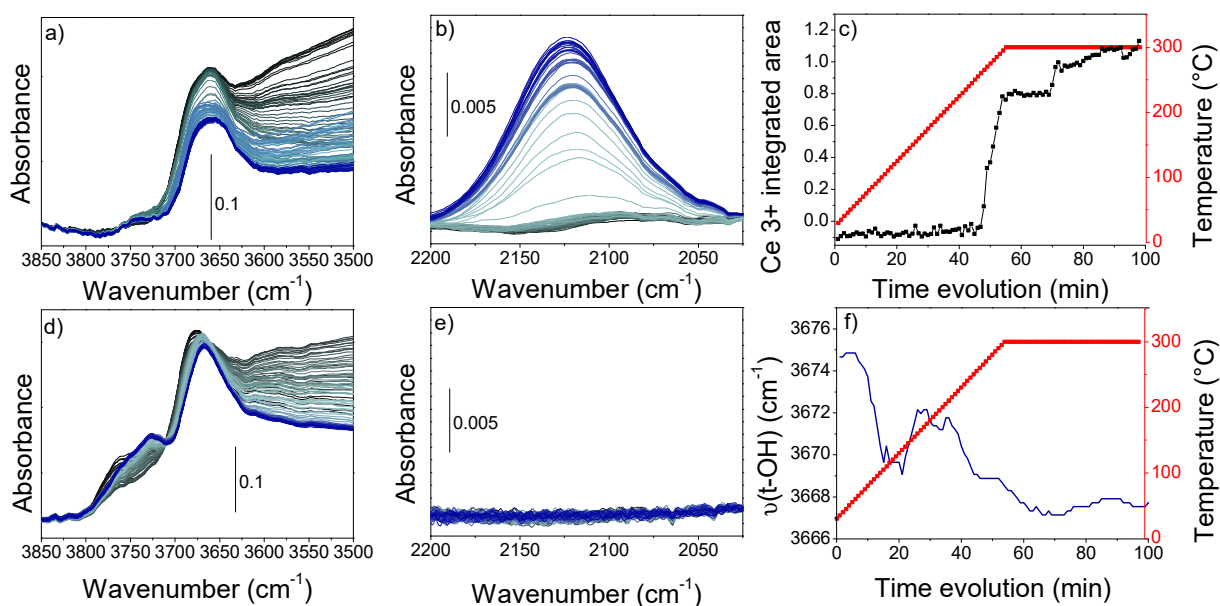 a)
Absorbance
0.1
3850 3800 3750 3700 3650 3600 3550 3500
Wavenumber (cm-1)
b)
Absorbance
0.005
2200 2150 2100 2050
Wavenumber (cm-1)
c)
Ce 3+ integrated area
1.2
1.0
0.8
0.6
0.4
0.2
0.0
0 20 40 60 80 100
Time evolution (min)
300
200
100
0
Temperature (°C)
d)
Absorbance
0.1
3850 3800 3750 3700 3650 3600 3550 3500
Wavenumber (cm-1)
e)
Absorbance
0.005
2200 2150 2100 2050
Wavenumber (cm-1)
f)
υ(t-OH) (cm-1)
3676
3674
3672
3670
3668
3666
0 20 40 60 80 100
Time evolution (min)
300
200
100
0
Temperature (°C)